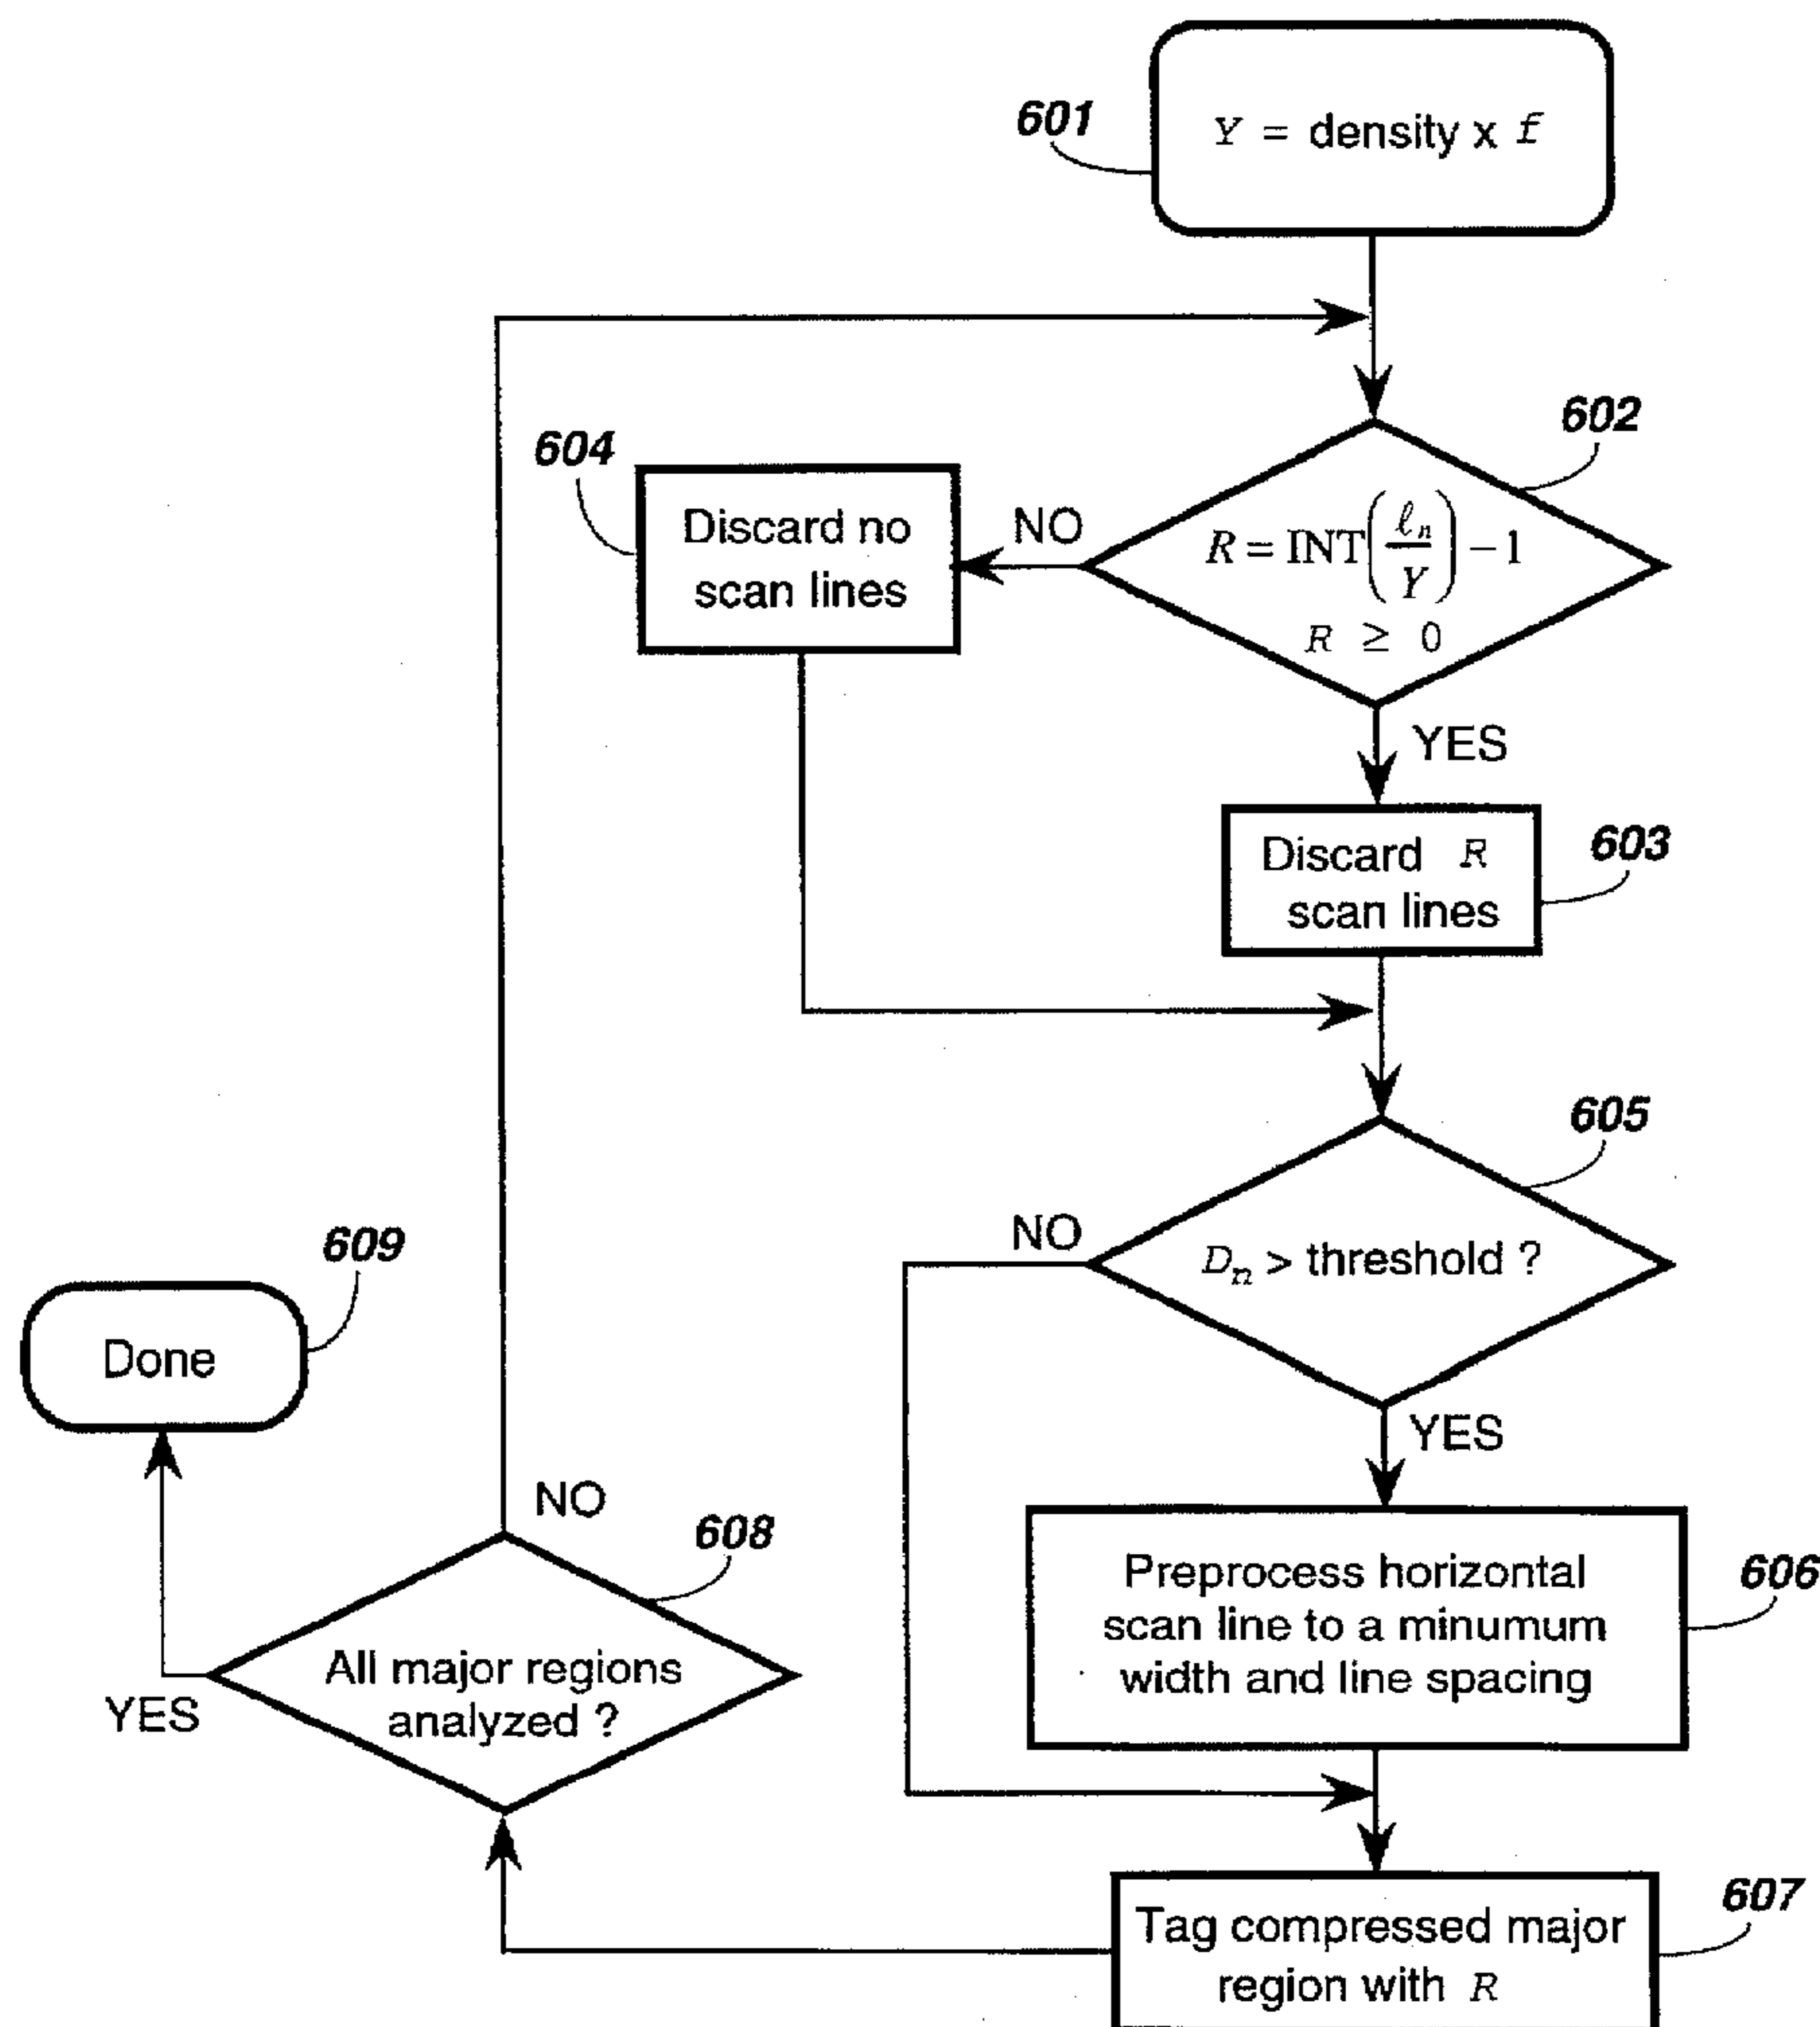 601
Y = density x f
602
R = INT(ℓn/Y) – 1
R ≥ 0
NO
604
Discard no
scan lines
YES
603
Discard R
scan lines
605
Dn > threshold ?
NO
YES
606
Preprocess horizontal
scan line to a minumum
width and line spacing
607
Tag compressed major
region with R
608
All major regions
analyzed ?
NO
YES
609
Done